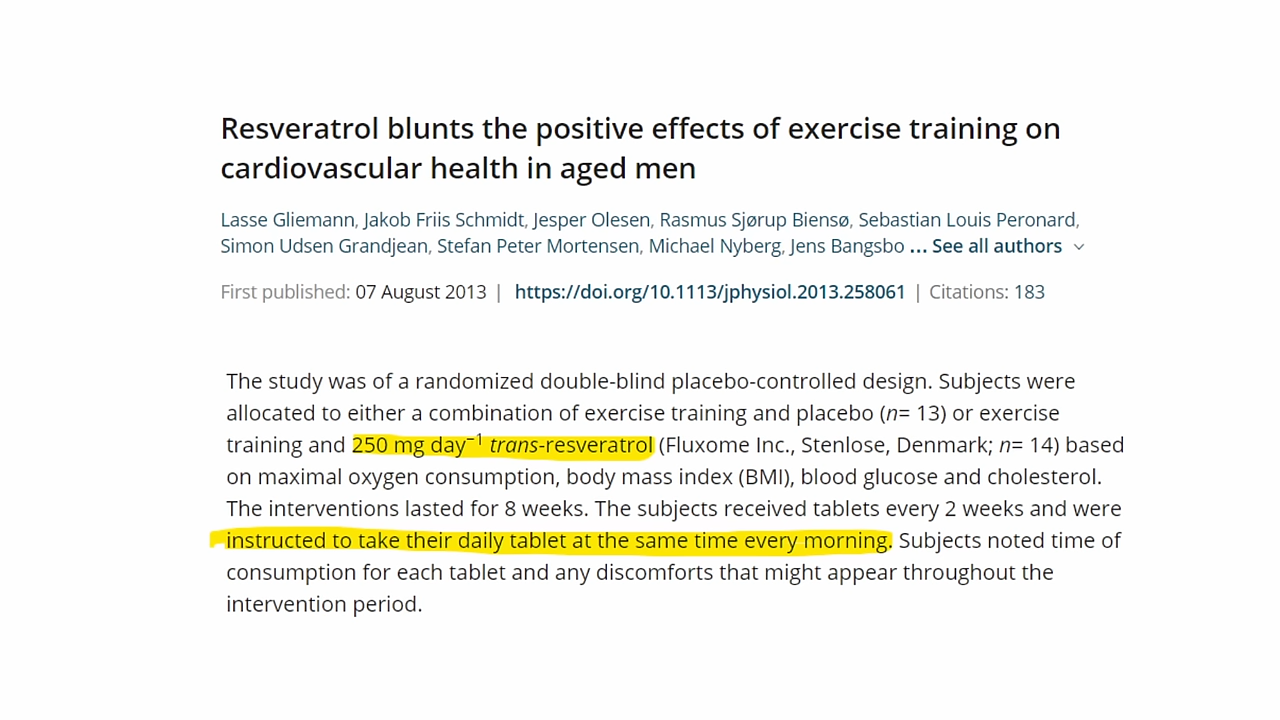 Resveratrol blunts the positive effects of exercise training on
cardiovascular health in aged men
Lasse Gliemann, Jakob Friis Schmidt, Jesper Olesen, Rasmus Sjørup Biensø, Sebastian Louis Peronard,
Simon Udsen Grandjean, Stefan Peter Mortensen, Michael Nyberg, Jens Bangsbo ... See all authors
First published: 07 August 2013 | https://doi.org/10.1113/jphysiol.2013.258061 | Citations: 183
The study was of a randomized double-blind placebo-controlled design. Subjects were
allocated to either a combination of exercise training and placebo (n= 13) or exercise
training and 250 mg day⁻¹ trans-resveratrol (Fluxome Inc., Stenlose, Denmark; n= 14) based
on maximal oxygen consumption, body mass index (BMI), blood glucose and cholesterol.
The interventions lasted for 8 weeks. The subjects received tablets every 2 weeks and were
instructed to take their daily tablet at the same time every morning. Subjects noted time of
consumption for each tablet and any discomforts that might appear throughout the
intervention period.